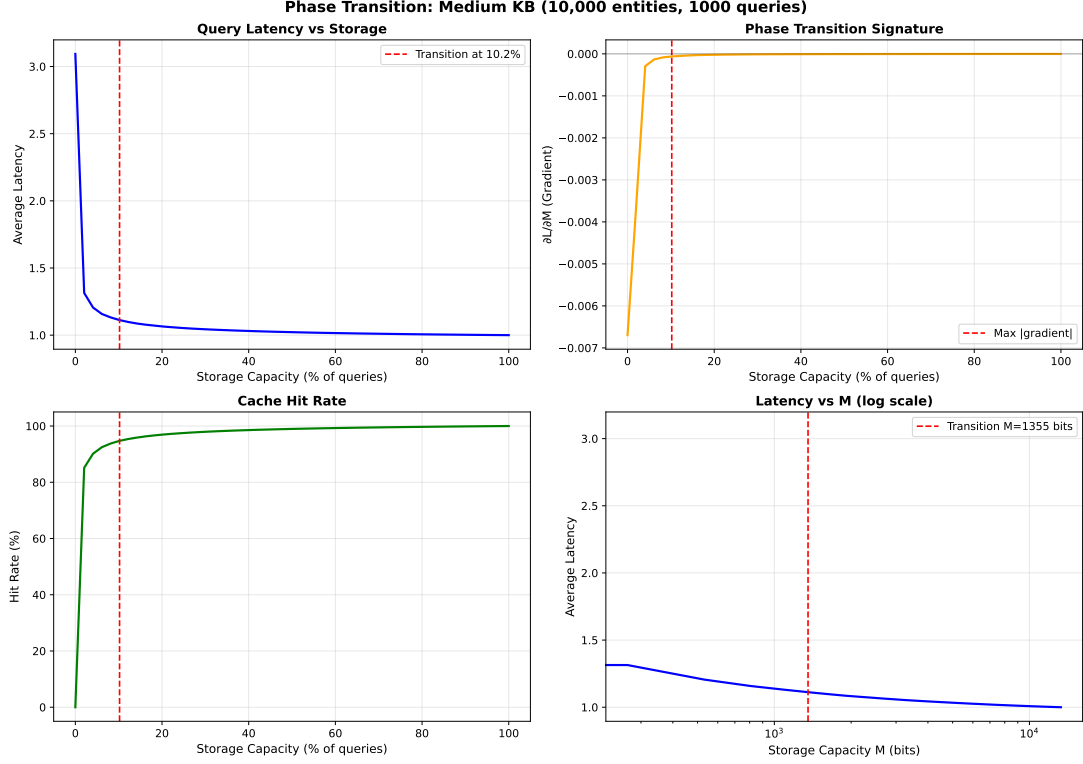 Phase Transition: Medium KB (10,000 entities, 1000 queries)
Query Latency vs Storage
Transition at 10.2%
3.0
2.5
2.0
1.5
1.0
Average Latency
0
20
40
60
80
100
Storage Capacity (% of queries)
Phase Transition Signature
0.000
−0.001
−0.002
−0.003
−0.004
−0.005
−0.006
−0.007
∂L/∂M (Gradient)
Max |gradient|
0
20
40
60
80
100
Storage Capacity (% of queries)
Cache Hit Rate
100
80
60
40
20
0
Hit Rate (%)
0
20
40
60
80
100
Storage Capacity (% of queries)
Latency vs M (log scale)
Transition M=1355 bits
3.0
2.5
2.0
1.5
1.0
Average Latency
10³
10⁴
Storage Capacity M (bits)